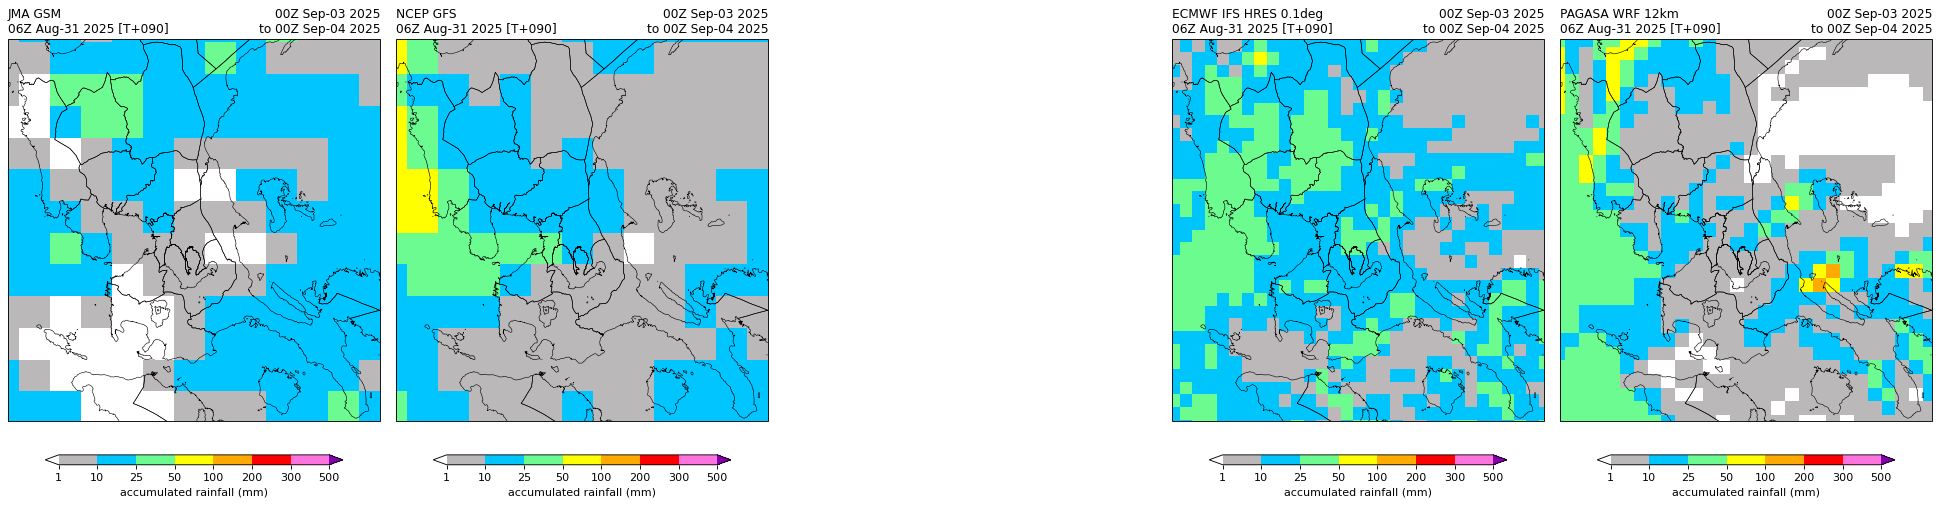 JMA GSM 00Z Sep-03 2025
06Z Aug-31 2025 [T+090] to 00Z Sep-04 2025
NCEP GFS 00Z Sep-03 2025
06Z Aug-31 2025 [T+090] to 00Z Sep-04 2025
ECMWF IFS HRES 0.1deg 00Z Sep-03 2025
06Z Aug-31 2025 [T+090] to 00Z Sep-04 2025
PAGASA WRF 12km 00Z Sep-03 2025
06Z Aug-31 2025 [T+090] to 00Z Sep-04 2025
1 10 25 50 100 200 300 500
accumulated rainfall (mm)
1 10 25 50 100 200 300 500
accumulated rainfall (mm)
1 10 25 50 100 200 300 500
accumulated rainfall (mm)
1 10 25 50 100 200 300 500
accumulated rainfall (mm)